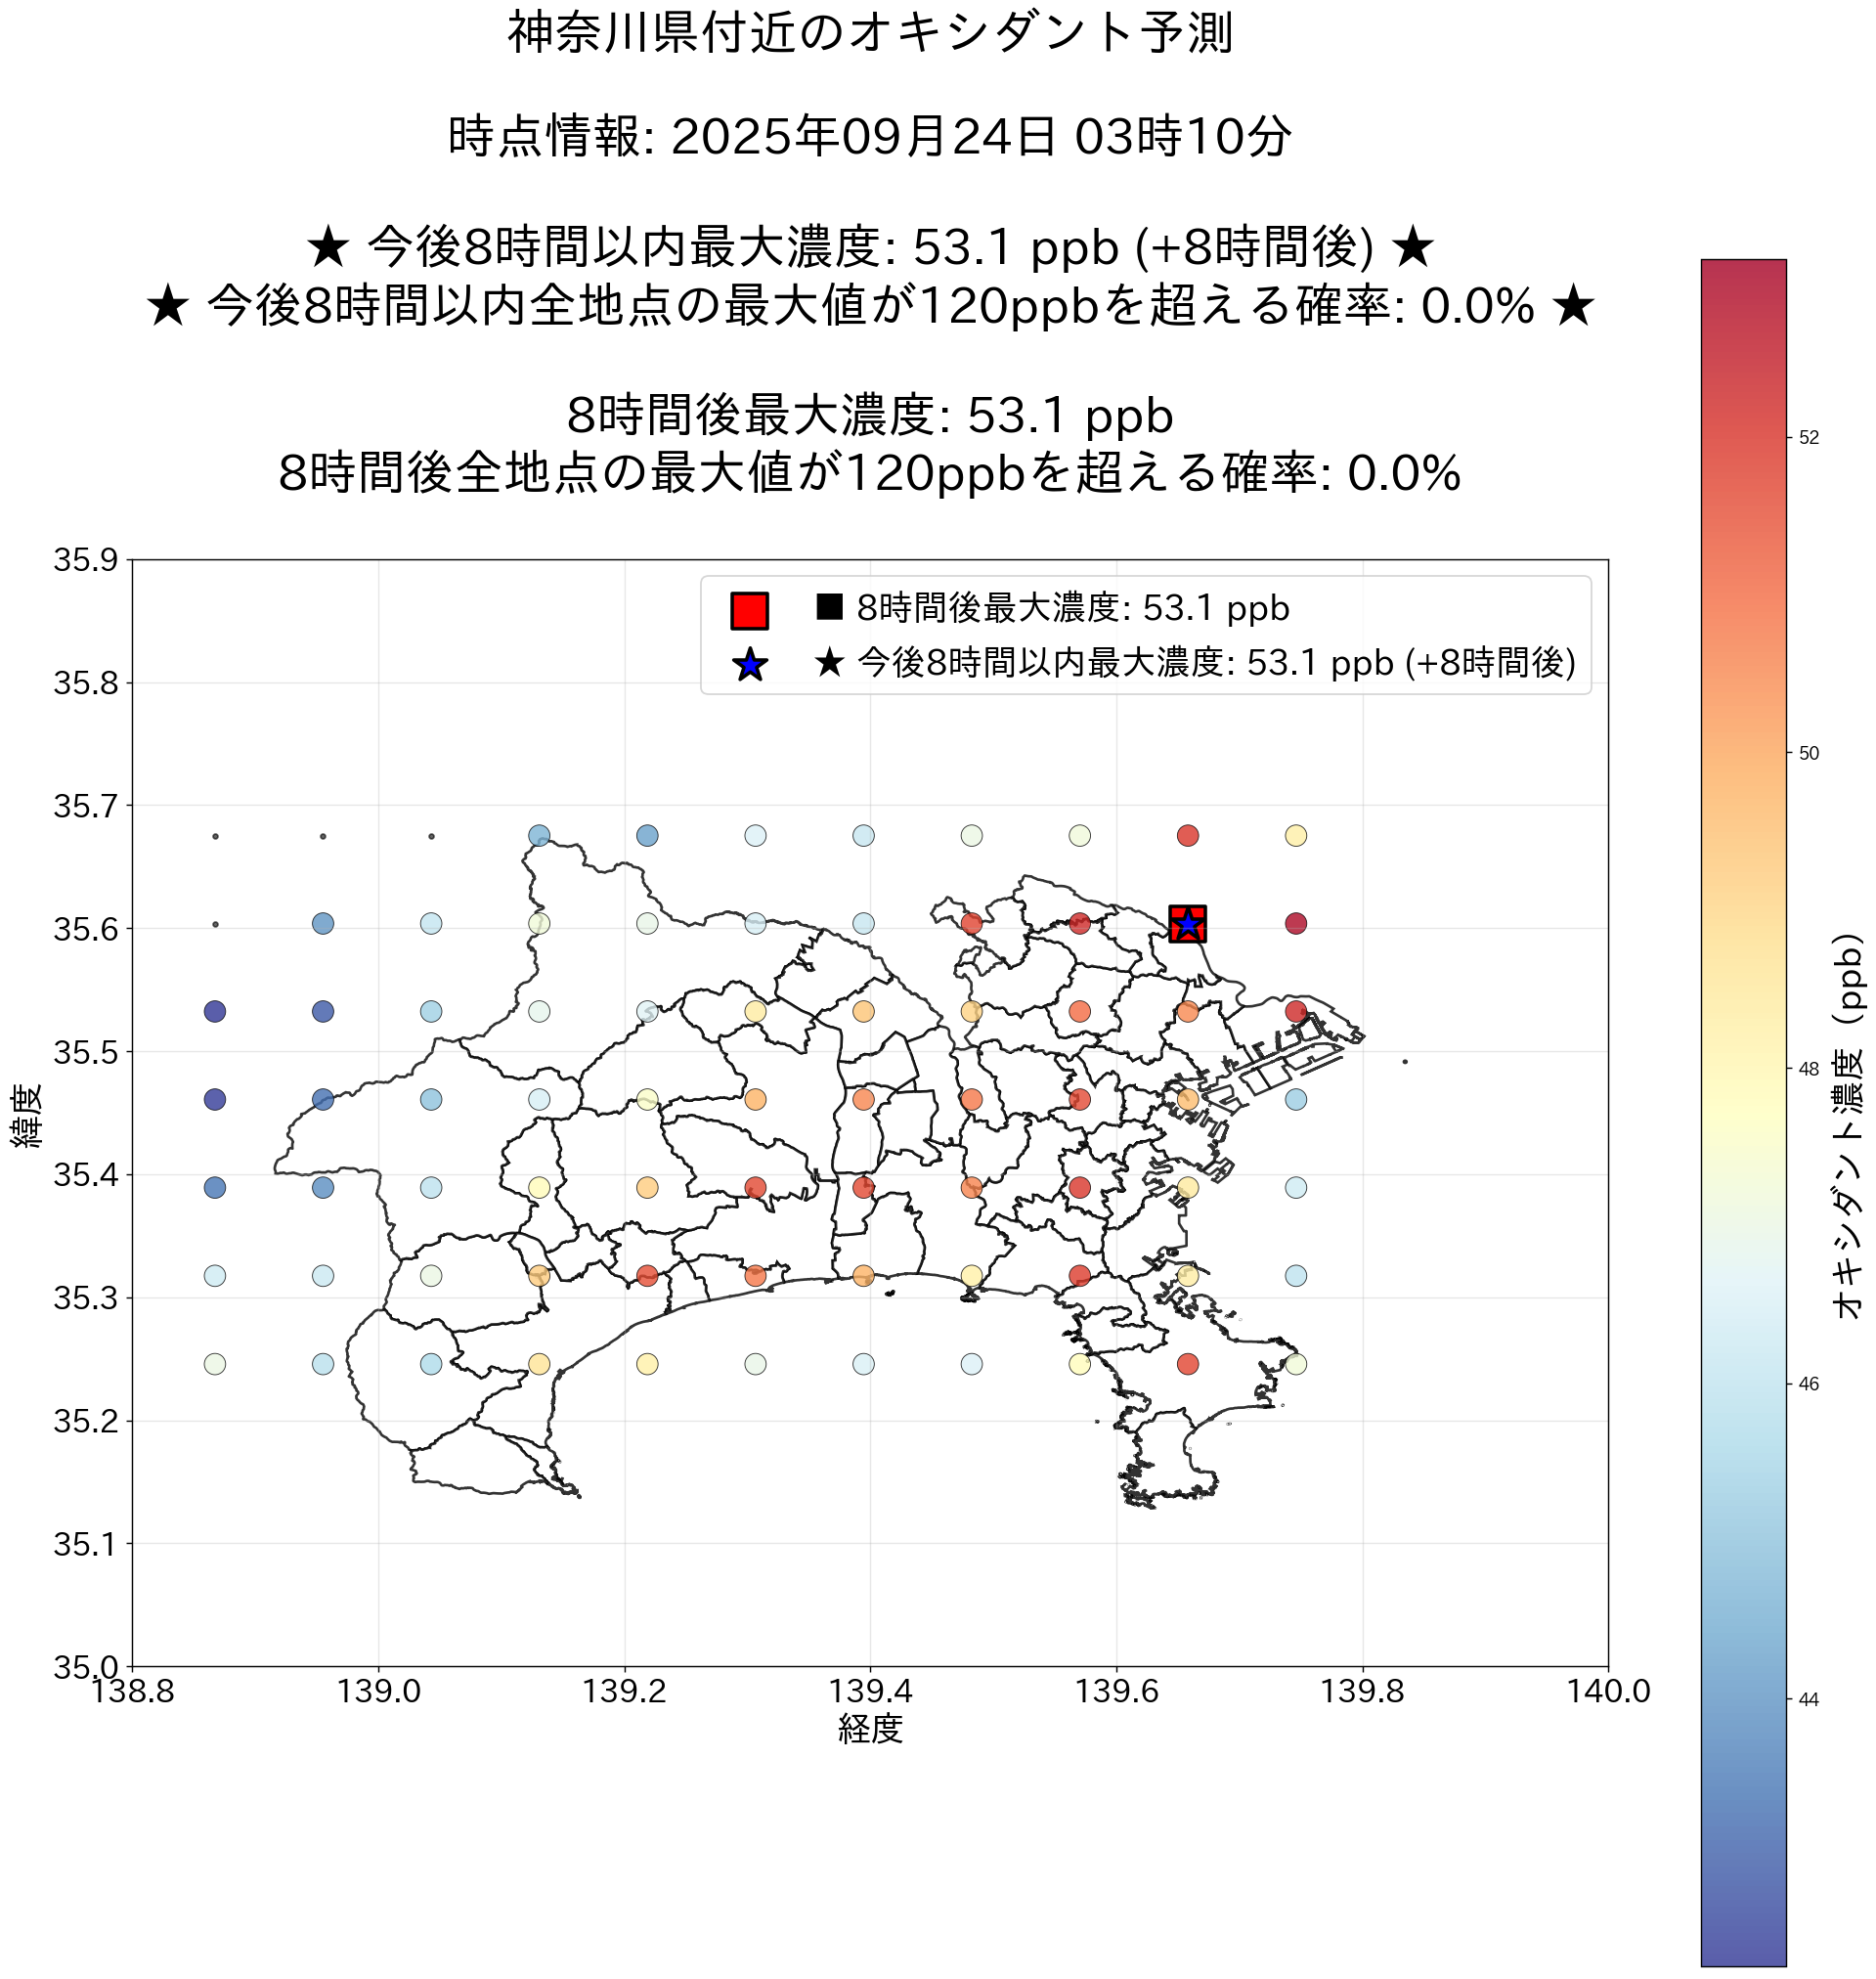 神奈川県付近のオキシダント予測
時点情報: 2025年09月24日 03時10分
★ 今後8時間以内最大濃度: 53.1 ppb (+8時間後) ★
★ 今後8時間以内全地点の最大値が120ppbを超える確率: 0.0% ★
8時間後最大濃度: 53.1 ppb
8時間後全地点の最大値が120ppbを超える確率: 0.0%
■ 8時間後最大濃度: 53.1 ppb
★ 今後8時間以内最大濃度: 53.1 ppb (+8時間後)
35.9
35.8
35.7
35.6
35.5
35.4
35.3
35.2
35.1
35.0
緯度
138.8
139.0
139.2
139.4
139.6
139.8
140.0
経度
52
50
48
46
44
オキシダント濃度（ppb）